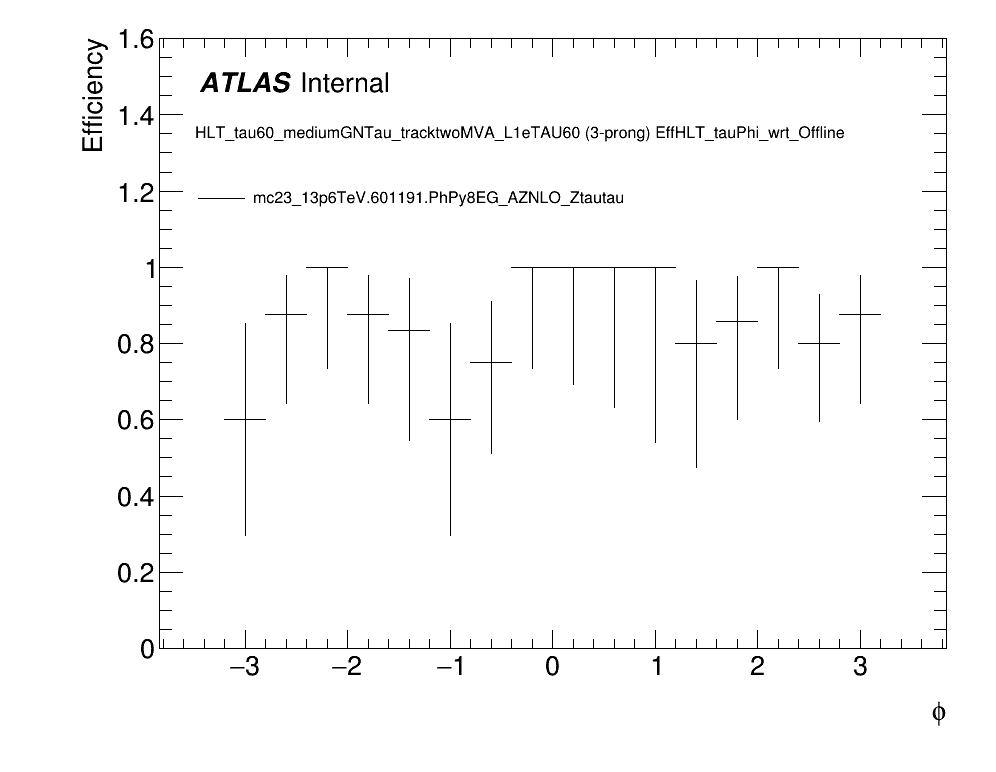 Efficiency
1.6
1.4
1.2
1
0.8
0.6
0.4
0.2
0
ATLAS Internal
HLT_tau60_mediumGNTau_tracktwoMVA_L1eTAU60 (3-prong) EffHLT_tauPhi_wrt_Offline
mc23_13p6TeV.601191.PhPy8EG_AZNLO_Ztautau
−3 −2 −1 0 1 2 3
ϕ